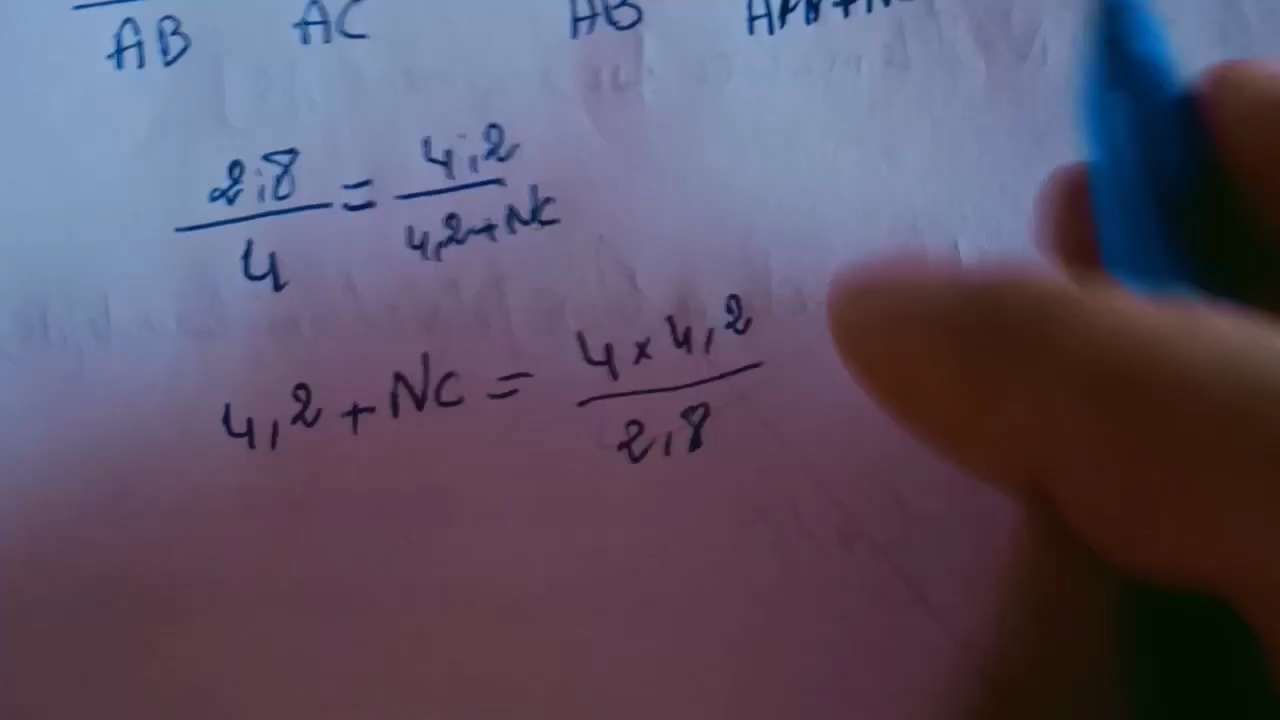 AB AC AB
2,8 4,2
— = —
4 4,2+NC
4,2 + NC = 4 × 4,2
—
2,8